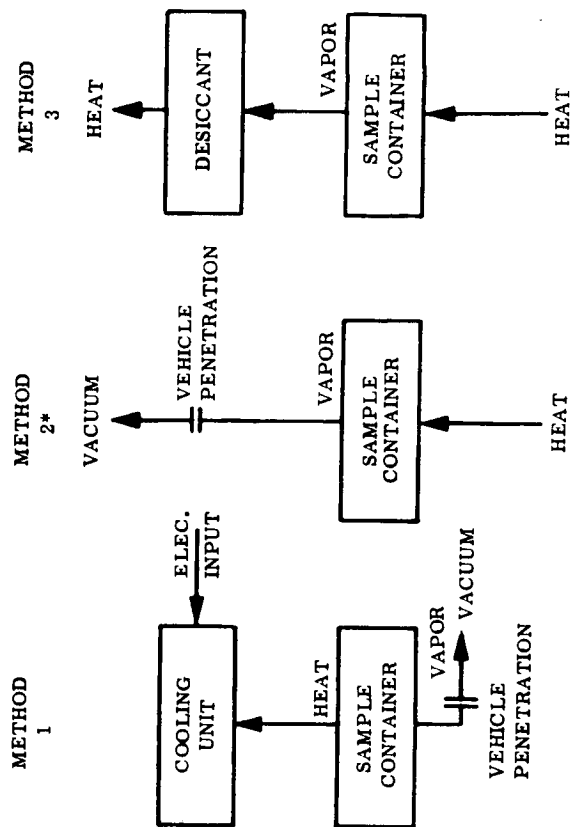 METHOD
1
COOLING
UNIT
ELEC.
INPUT
HEAT
SAMPLE
CONTAINER
VAPOR
VACUUM
VEHICLE
PENETRATION
METHOD
2*
VACUUM
VEHICLE
PENETRATION
VAPOR
SAMPLE
CONTAINER
HEAT
METHOD
3
HEAT
DESICCANT
VAPOR
SAMPLE
CONTAINER
HEAT